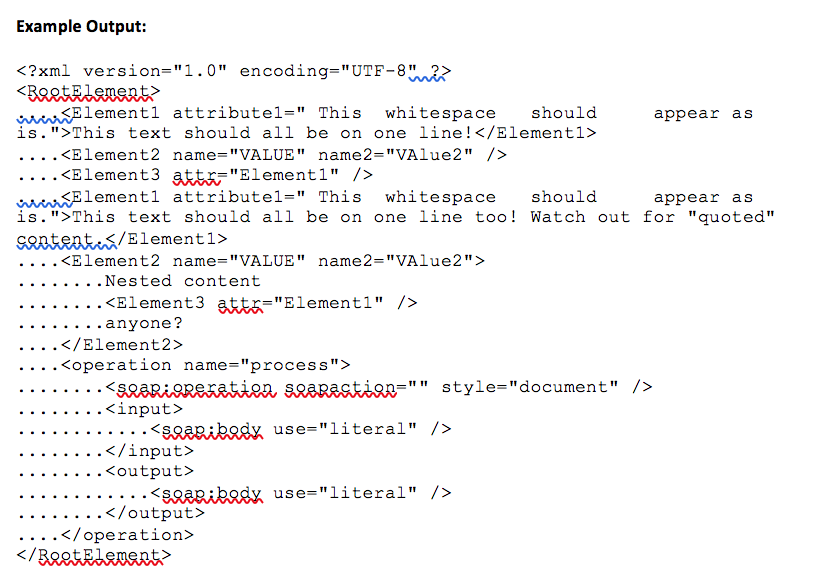 Example Output:
<?xml version="1.0" encoding="UTF-8" ?>
<RootElement>
....<Element1 attribute1=" This  whitespace   should     appear as
is.">This text should all be on one line!</Element1>
....<Element2 name="VALUE" name2="VAlue2" />
....<Element3 attr="Element1" />
....<Element1 attribute1=" This  whitespace   should     appear as
is.">This text should all be on one line too! Watch out for "quoted"
content.</Element1>
....<Element2 name="VALUE" name2="VAlue2">
........Nested content
........<Element3 attr="Element1" />
........anyone?
....</Element2>
....<operation name="process">
........<soap:operation soapaction="" style="document" />
........<input>
............<soap:body use="literal" />
........</input>
........<output>
............<soap:body use="literal" />
........</output>
....</operation>
</RootElement>